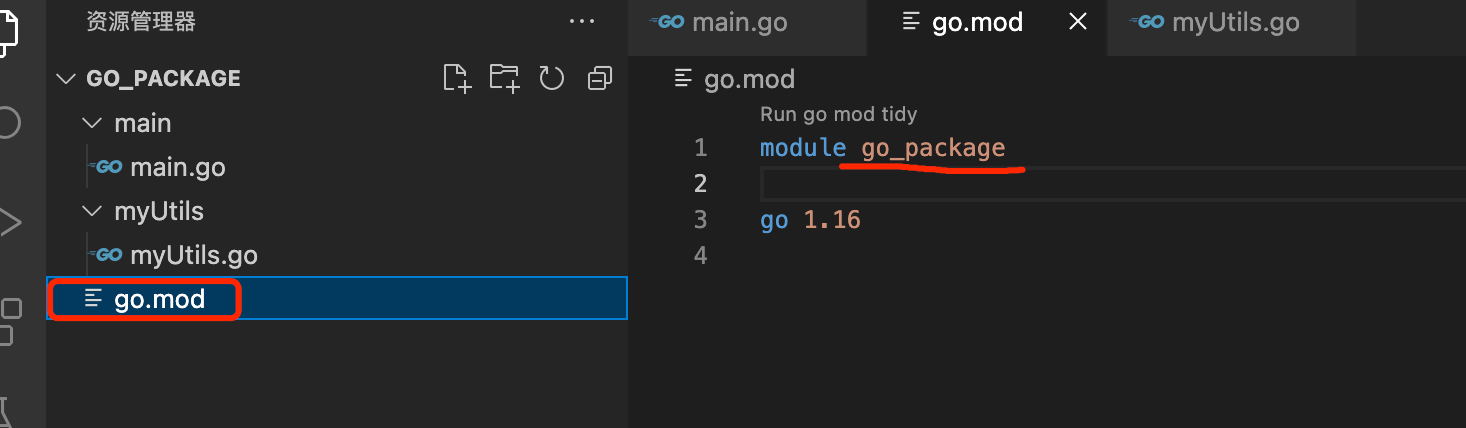 资源管理器 ...
GO_PACKAGE
main
GO main.go
myUtils
GO myUtils.go
go.mod
GO main.go
go.mod
GO myUtils.go
go.mod
Run go mod tidy
1 module go_package
2
3 go 1.16
4